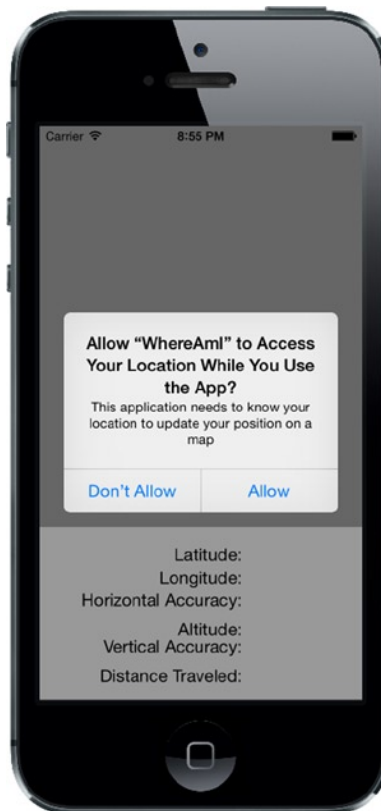 Carrier 8:55 PM
Allow “WhereAmI” to Access
Your Location While You Use
the App?
This application needs to know your
location to update your position on a
map
Don't Allow Allow
Latitude:
Longitude:
Horizontal Accuracy:
Altitude:
Vertical Accuracy:
Distance Traveled: